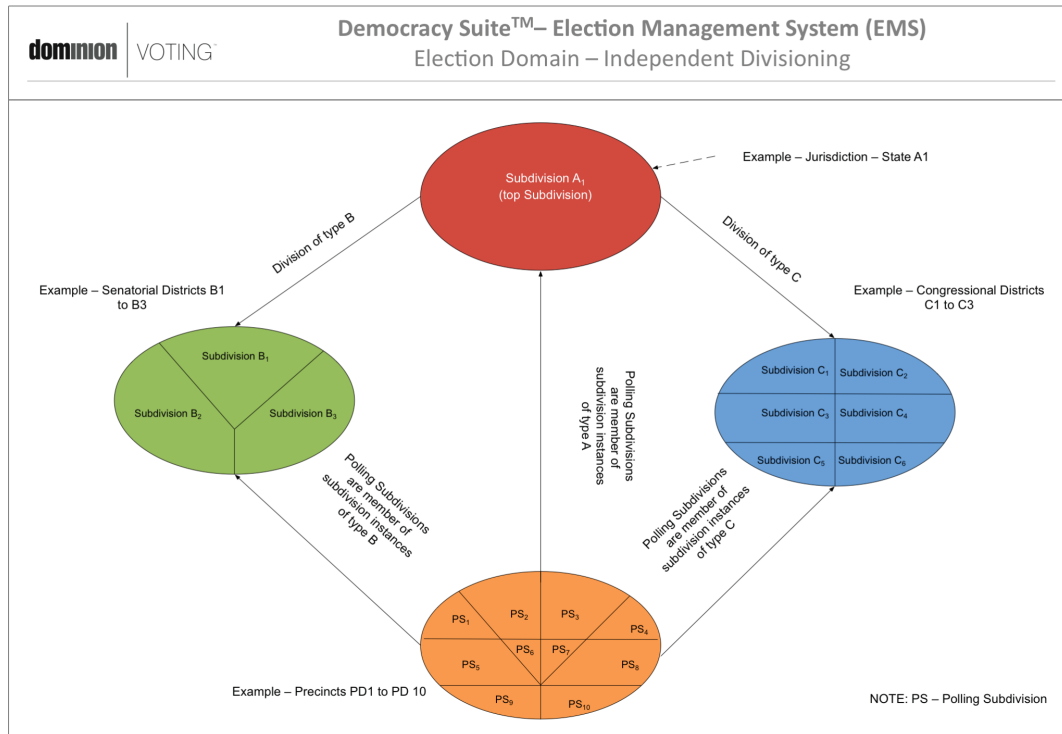 Democracy Suite™– Election Management System (EMS)
dominion | VOTING™
Election Domain – Independent Divisioning
Subdivision A₁
(top Subdivision)
Example – Jurisdiction – State A1
Division of type B
Division of type C
Example – Senatorial Districts B1
to B3
Example – Congressional Districts
C1 to C3
Subdivision B₁
Subdivision B₂
Subdivision B₃
Subdivision C₁
Subdivision C₂
Subdivision C₃
Subdivision C₄
Subdivision C₅
Subdivision C₆
Polling Subdivisions
are member of
subdivision instances
of type B
Polling Subdivisions
are member of
subdivision instances
of type A
Polling Subdivisions
are member of
subdivision instances
of type C
PS₁
PS₂
PS₃
PS₄
PS₅
PS₆
PS₇
PS₈
PS₉
PS₁₀
Example – Precincts PD1 to PD 10
NOTE: PS – Polling Subdivision